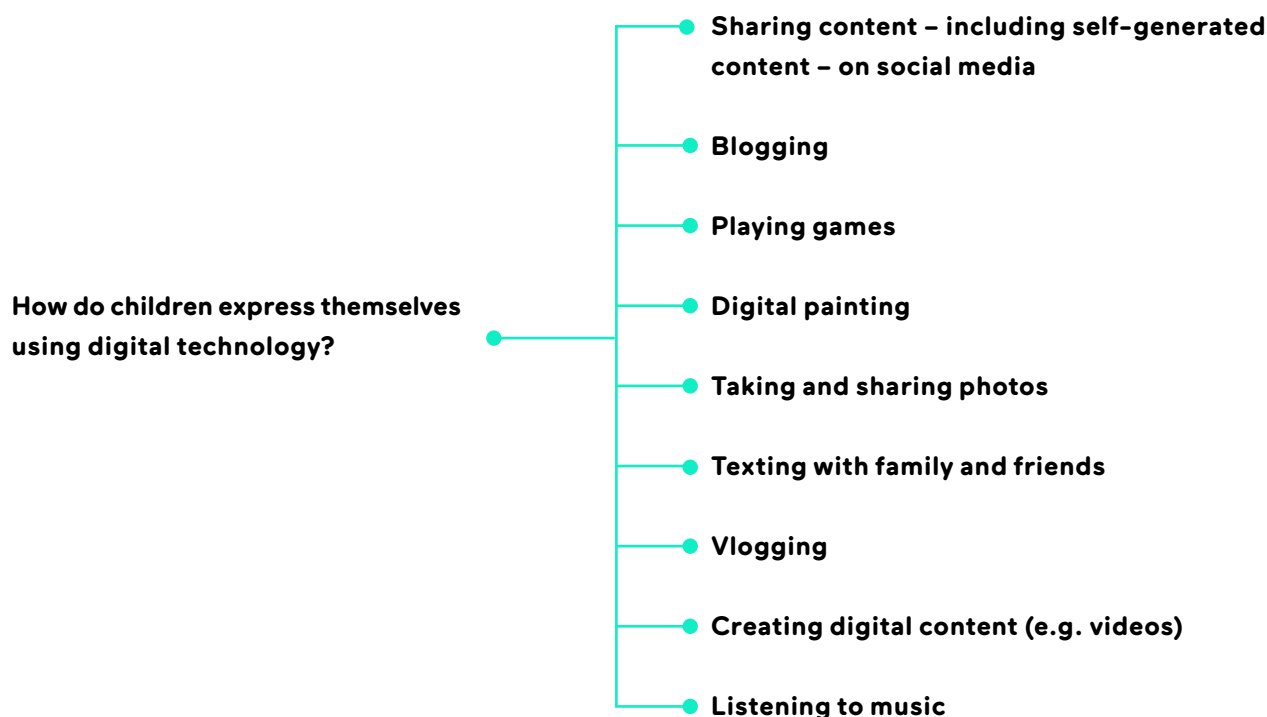 How do children express themselves
using digital technology?
Sharing content – including self-generated
content – on social media
Blogging
Playing games
Digital painting
Taking and sharing photos
Texting with family and friends
Vlogging
Creating digital content (e.g. videos)
Listening to music